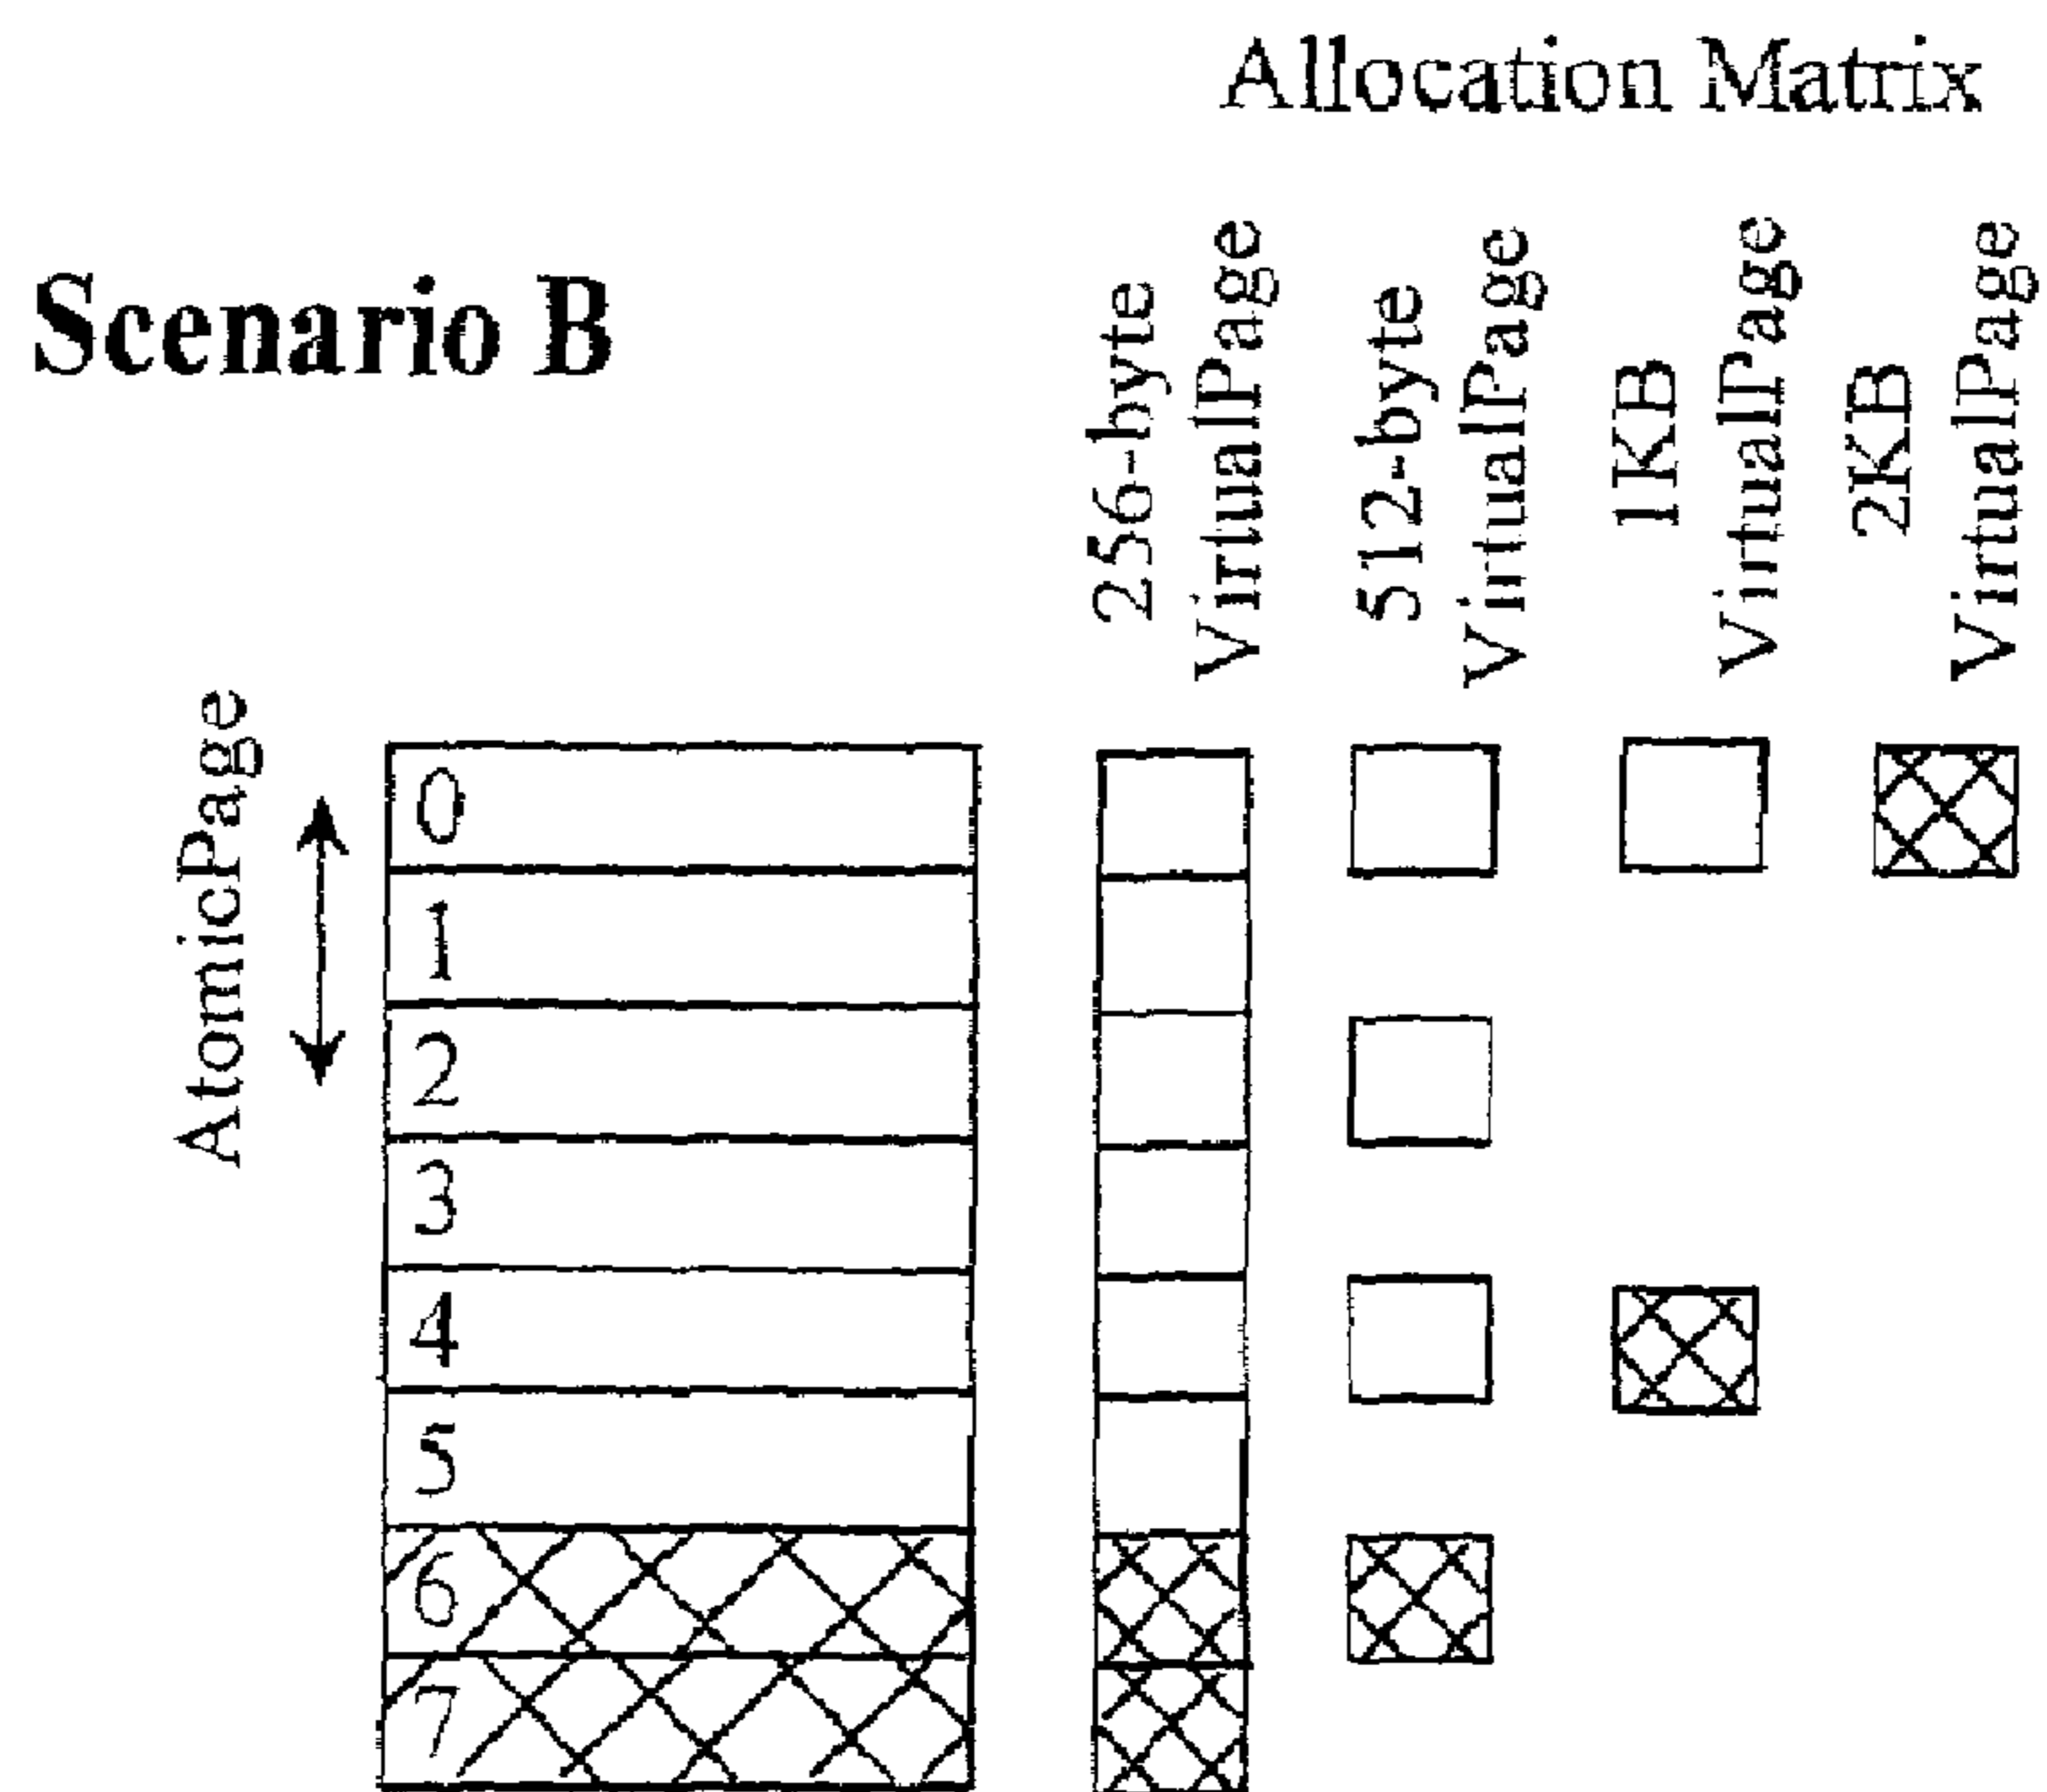 Allocation Matrix
Scenario B
256-byte
VirtualPage
512-byte
VirtualPage
1KB
VirtualPage
2KB
VirtualPage
AtomicPage
0
1
2
3
4
5
6
7